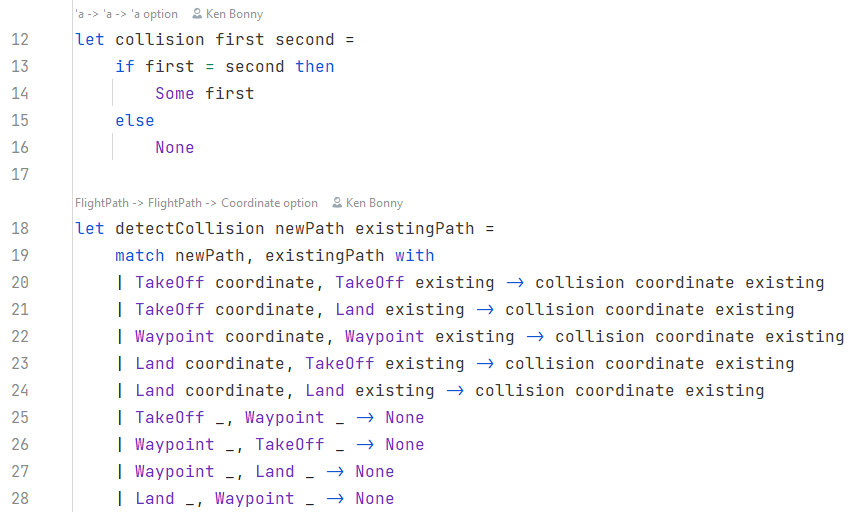 'a -> 'a -> 'a option Ken Bonny
12 let collision first second =
13     if first = second then
14         Some first
15     else
16         None
17
FlightPath -> FlightPath -> Coordinate option Ken Bonny
18 let detectCollision newPath existingPath =
19     match newPath, existingPath with
20     | TakeOff coordinate, TakeOff existing -> collision coordinate existing
21     | TakeOff coordinate, Land existing -> collision coordinate existing
22     | Waypoint coordinate, Waypoint existing -> collision coordinate existing
23     | Land coordinate, TakeOff existing -> collision coordinate existing
24     | Land coordinate, Land existing -> collision coordinate existing
25     | TakeOff _, Waypoint _ -> None
26     | Waypoint _, TakeOff _ -> None
27     | Waypoint _, Land _ -> None
28     | Land _, Waypoint _ -> None